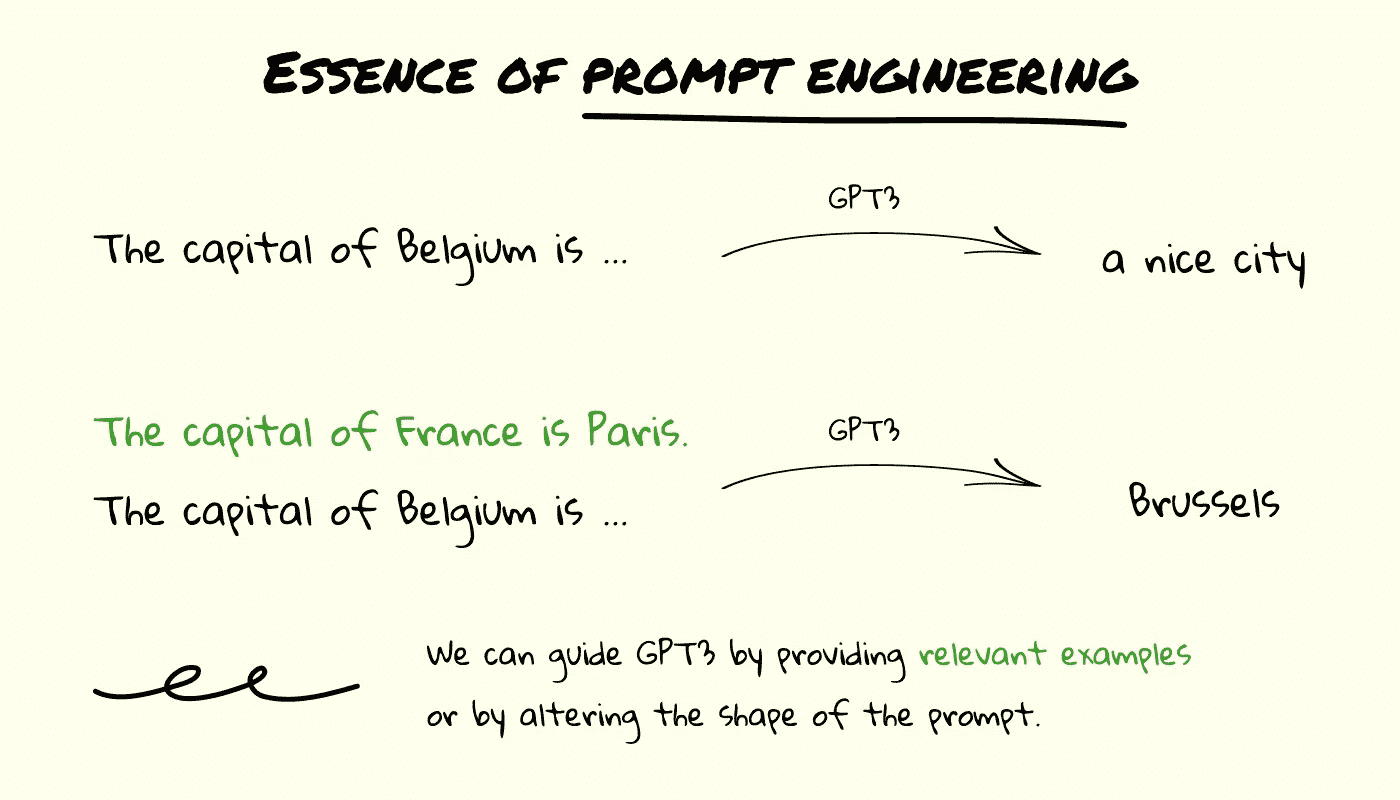 ESSENCE OF PROMPT ENGINEERING
GPT3
The capital of Belgium is ...
a nice city
The capital of France is Paris.
GPT3
The capital of Belgium is ...
Brussels
We can guide GPT3 by providing relevant examples
or by altering the shape of the prompt.